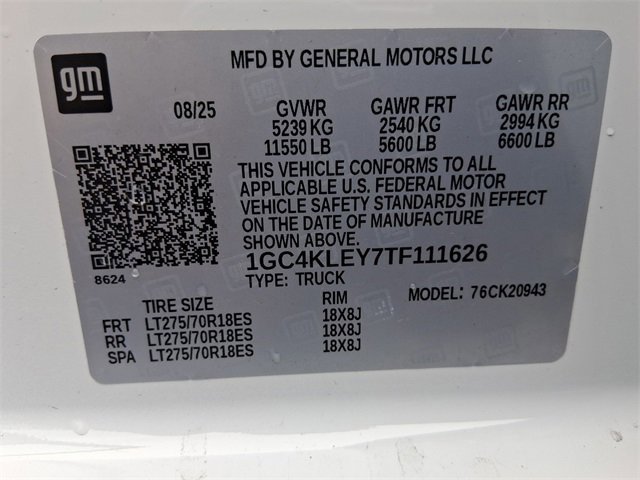 gm
MFD BY GENERAL MOTORS LLC
08/25 GVWR GAWR FRT GAWR RR
5239 KG 2540 KG 2994 KG
11550 LB 5600 LB 6600 LB
THIS VEHICLE CONFORMS TO ALL
APPLICABLE U.S. FEDERAL MOTOR
VEHICLE SAFETY STANDARDS IN EFFECT
ON THE DATE OF MANUFACTURE
SHOWN ABOVE.
8624 1GC4KLEY7TF111626
TYPE: TRUCK
MODEL: 76CK20943
TIRE SIZE RIM
FRT LT275/70R18ES 18X8J
RR LT275/70R18ES 18X8J
SPA LT275/70R18ES 18X8J